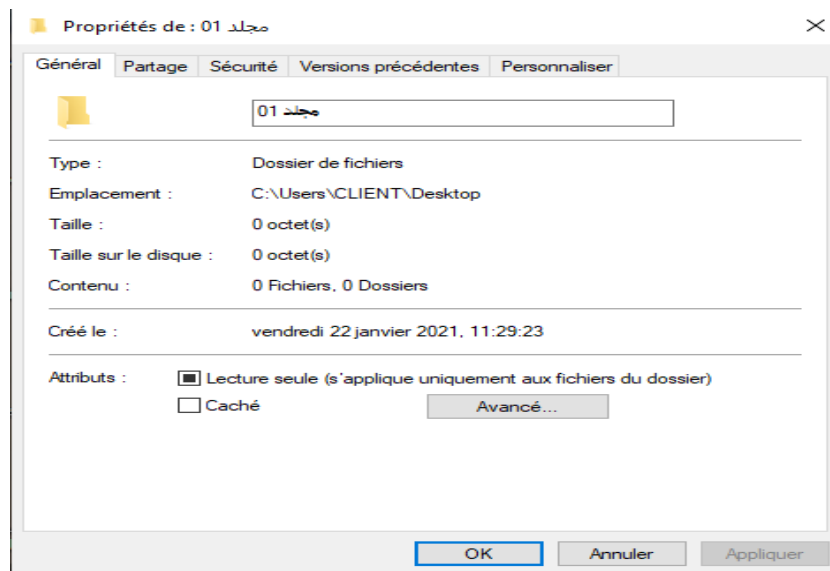 Propriétés de : مجلد 01
Général Partage Sécurité Versions précédentes Personnaliser
مجلد 01
Type : Dossier de fichiers
Emplacement : C:\Users\CLIENT\Desktop
Taille : 0 octet(s)
Taille sur le disque : 0 octet(s)
Contenu : 0 Fichiers, 0 Dossiers
Créé le : vendredi 22 janvier 2021, 11:29:23
Attributs : Lecture seule (s'applique uniquement aux fichiers du dossier)
Caché Avancé...
OK Annuler Appliquer